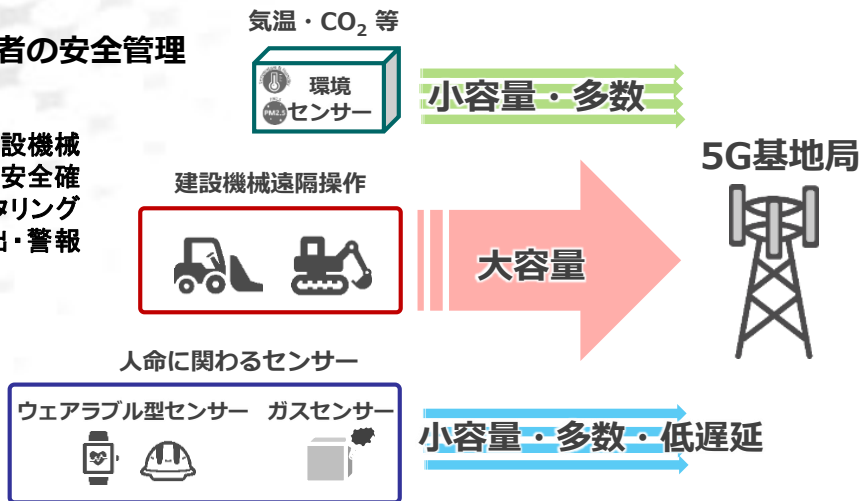 者の安全管理
設機械
安全確
タリング
出・警報
気温・CO₂ 等
環境
センサー
PM2.5
小容量・多数
5G基地局
建設機械遠隔操作
大容量
人命に関わるセンサー
ウェアラブル型センサー ガスセンサー
小容量・多数・低遅延